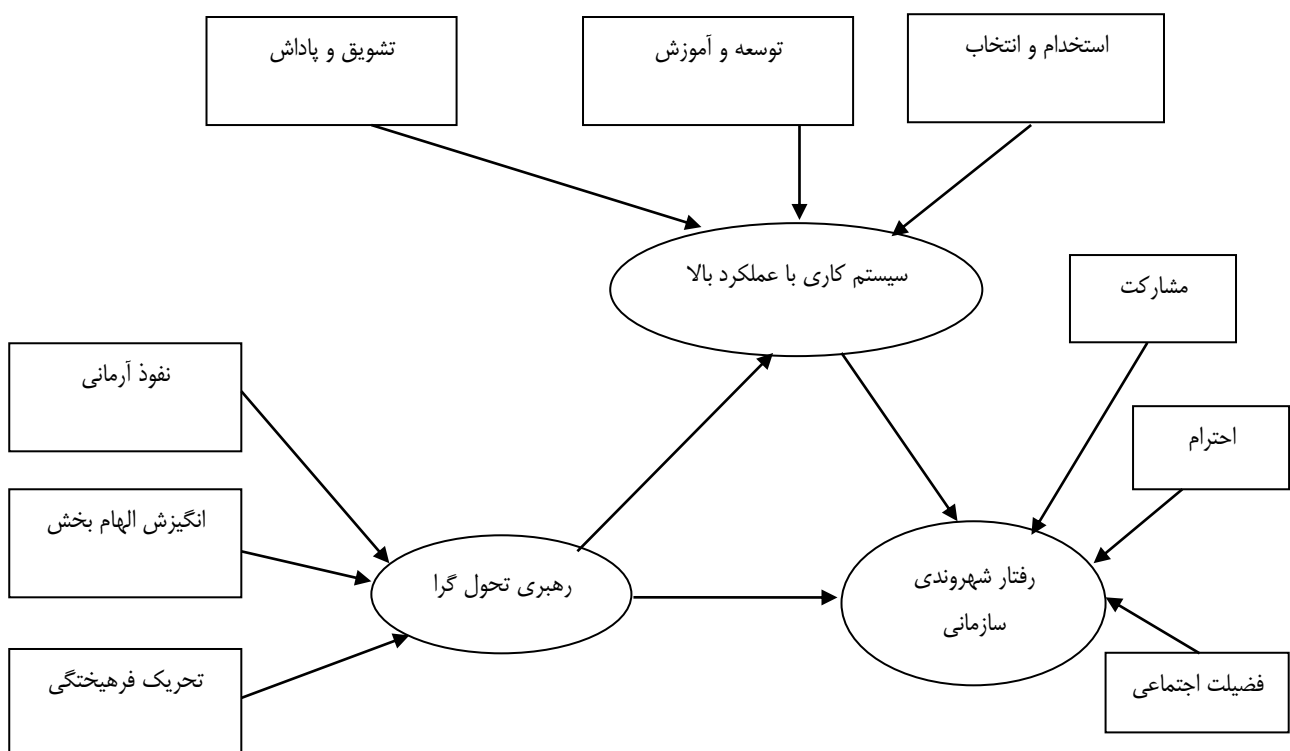 استخدام و انتخاب
توسعه و آموزش
تشویق و پاداش
سیستم کاری با عملکرد بالا
مشارکت
نفوذ آرمانی
احترام
انگیزش الهام بخش
رهبری تحول گرا
رفتار شهروندی
سازمانی
تحریک فرهیختگی
فضیلت اجتماعی